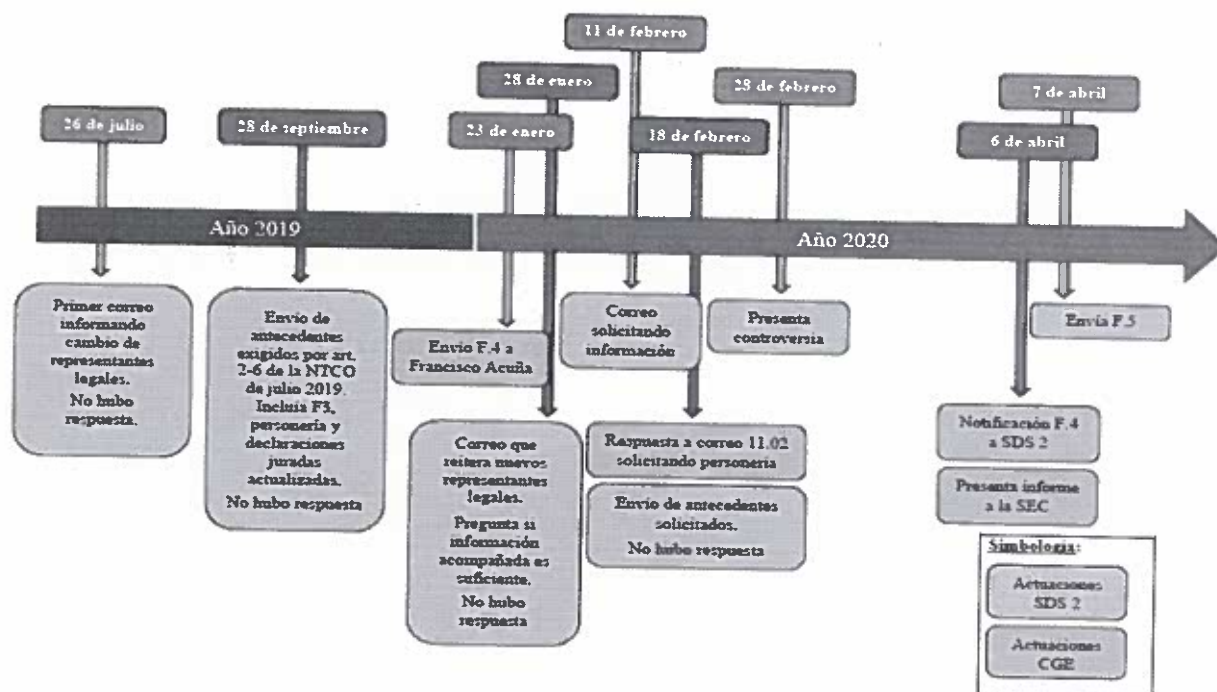 11 de febrero
28 de enero
28 de febrero
7 de abril
26 de julio
28 de septiembre
23 de enero
18 de febrero
6 de abril
Año 2019
Año 2020
Primer correo
informando
cambio de
representantes
legales.
No hubo
respuesta.
Envío de
antecedentes
exigidos por art.
2-6 de la NTCO
de julio 2019.
Incluía F3,
personería y
declaraciones
juradas
actualizadas.
No hubo respuesta
Envío F.4 a
Francisco Acuña
Correo que
reitera nuevos
representantes
legales.
Pregunta si
información
acompañada es
suficiente.
No hubo
respuesta
Correo
solicitando
información
Respuesta a correo 11.02
solicitando personería
Envío de antecedentes
solicitados.
No hubo respuesta
Presenta
controversia
Envía F.5
Notificación F.4
a SDS 2
Presenta informe
a la SEC
Simbología:
Actuaciones
SDS 2
Actuaciones
CGE